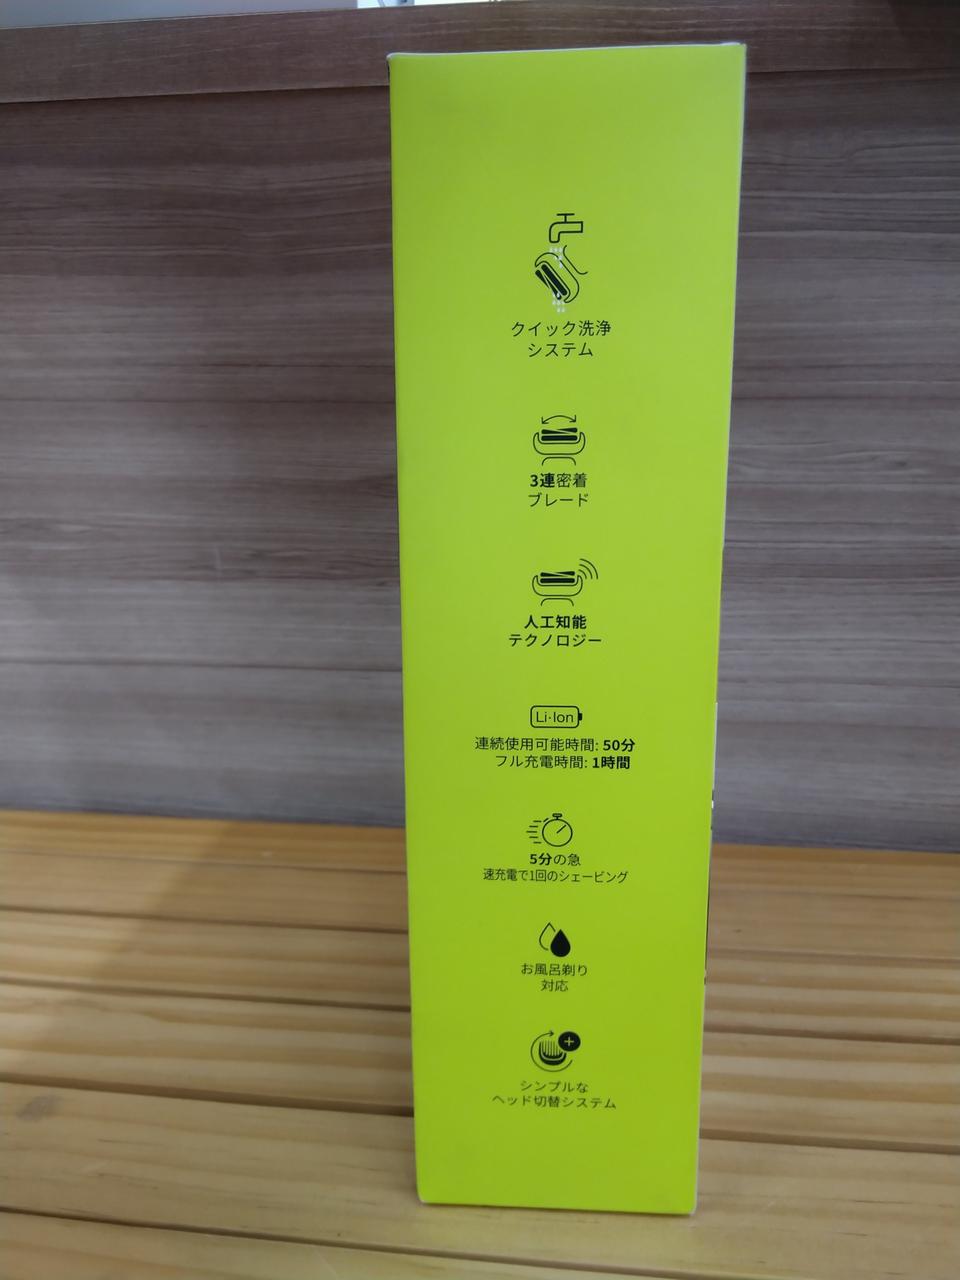 クイック洗浄
システム
3連密着
ブレード
人工知能
テクノロジー
Li-Ion
連続使用可能時間: 50分
フル充電時間: 1時間
5分の急
速充電で1回のシェービング
お風呂剃り
対応
シンプルな
ヘッド切替システム